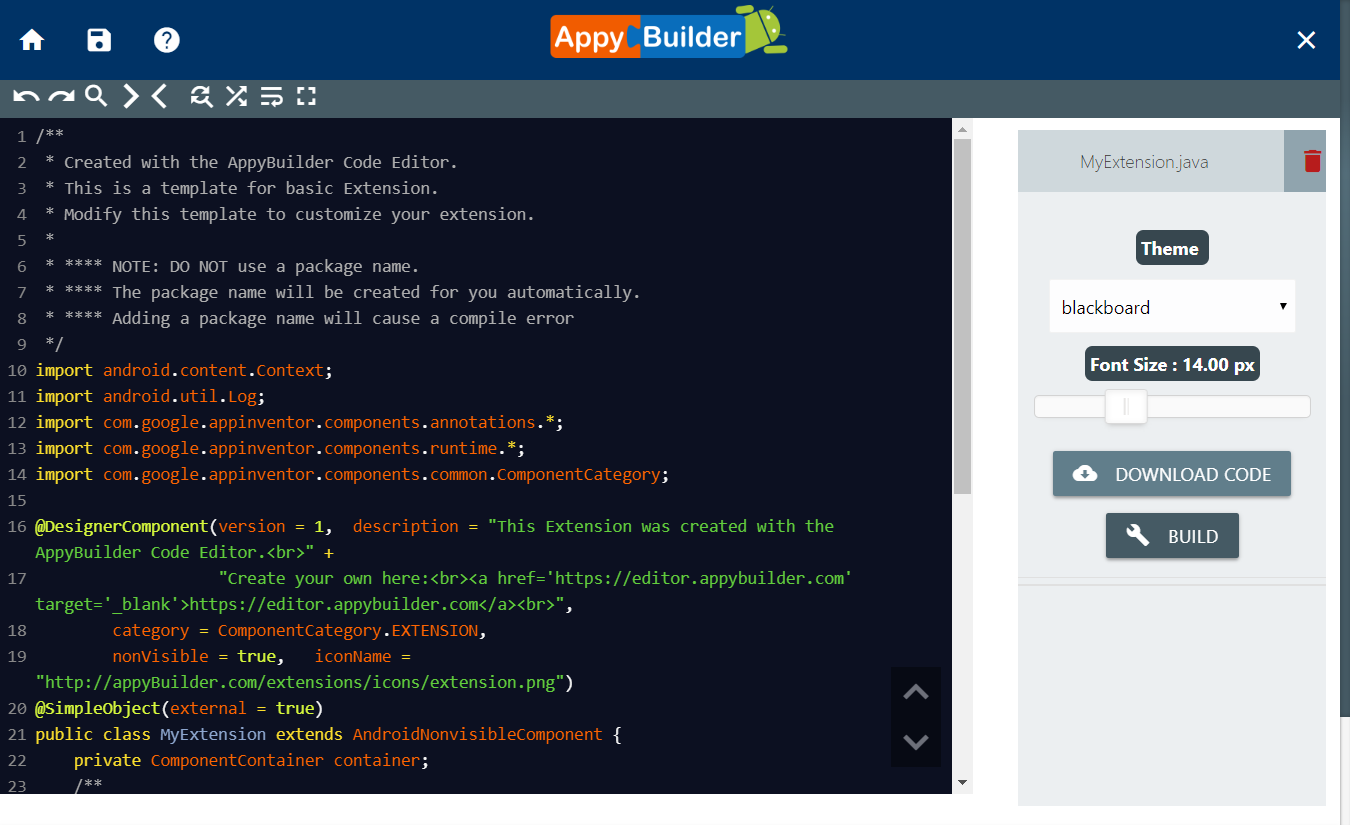 Appy Builder
1 /**
2  * Created with the AppyBuilder Code Editor.
3  * This is a template for basic Extension.
4  * Modify this template to customize your extension.
5  *
6  * **** NOTE: DO NOT use a package name.
7  * **** The package name will be created for you automatically.
8  * **** Adding a package name will cause a compile error
9  */
10 import android.content.Context;
11 import android.util.Log;
12 import com.google.appinventor.components.annotations.*;
13 import com.google.appinventor.components.runtime.*;
14 import com.google.appinventor.components.common.ComponentCategory;
15
16 @DesignerComponent(version = 1,  description = "This Extension was created with the
AppyBuilder Code Editor.<br>" +
17                    "Create your own here:<br><a href='https://editor.appybuilder.com'
target='_blank'>https://editor.appybuilder.com</a><br>",
18         category = ComponentCategory.EXTENSION,
19         nonVisible = true,   iconName =
"http://appyBuilder.com/extensions/icons/extension.png")
20 @SimpleObject(external = true)
21 public class MyExtension extends AndroidNonvisibleComponent {
22     private ComponentContainer container;
23     /**
MyExtension.java
Theme
blackboard
Font Size : 14.00 px
DOWNLOAD CODE
BUILD